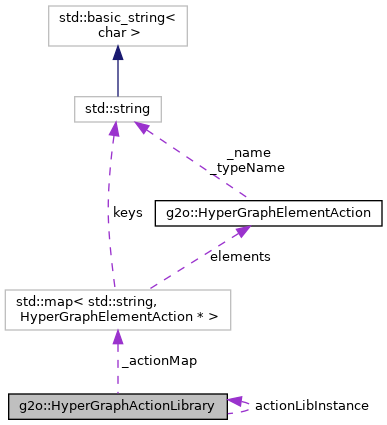 std::basic_string<
char >
std::string
_name
_typeName
keys
g2o::HyperGraphElementAction
elements
std::map< std::string,
HyperGraphElementAction * >
_actionMap
g2o::HyperGraphActionLibrary
actionLibInstance